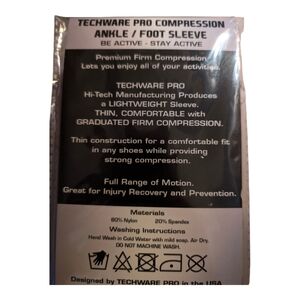 TECHWARE PRO COMPRESSION
ANKLE / FOOT SLEEVE
BE ACTIVE - STAY ACTIVE
Premium Firm Compression
Lets you enjoy all of your activities.
TECHWARE PRO
Hi-Tech Manufacturing Produces
a LIGHTWEIGHT Sleeve.
THIN, COMFORTABLE with
GRADUATED FIRM COMPRESSION.
Thin construction for a comfortable fit
in any shoes while providing
strong compression.
Full Range of Motion.
Great for Injury Recovery and Prevention.
Materials
80% Nylon 20% Spandex
Washing Instructions
Hand Wash in Cold Water with mild soap. Air Dry.
DO NOT MACHINE WASH.
Designed by TECHWARE PRO in the USA